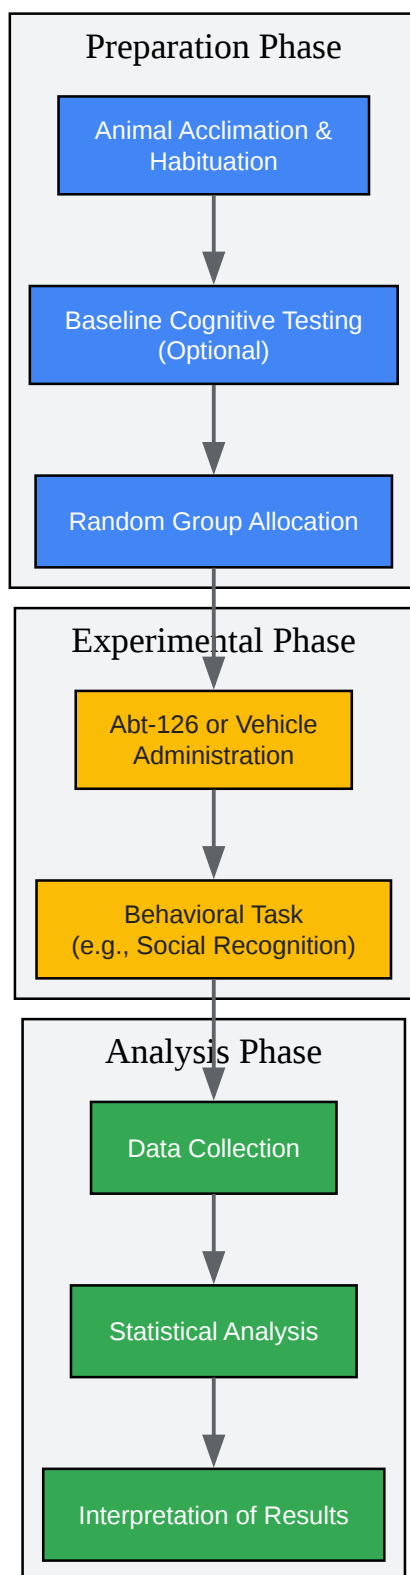 Preparation Phase
Animal Acclimation &
Habituation
Baseline Cognitive Testing
(Optional)
Random Group Allocation
Experimental Phase
Abt-126 or Vehicle
Administration
Behavioral Task
(e.g., Social Recognition)
Analysis Phase
Data Collection
Statistical Analysis
Interpretation of Results